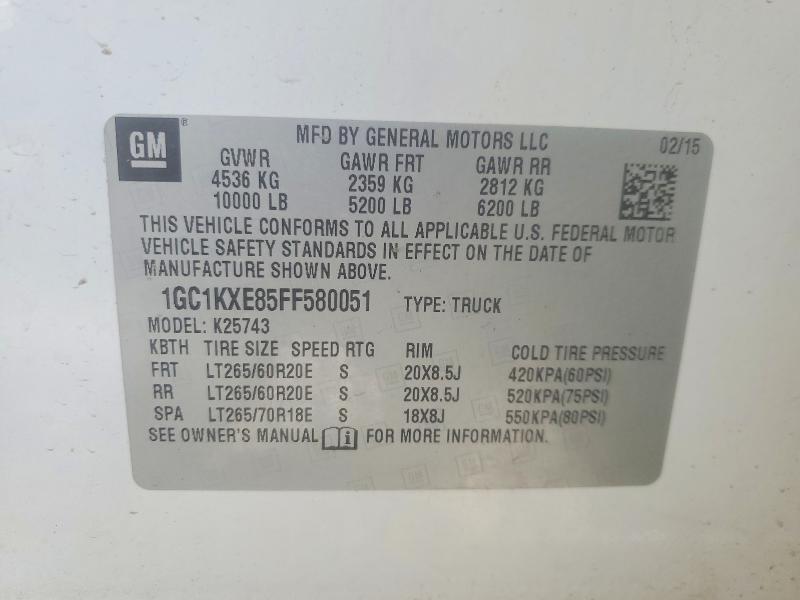 GM ®
MFD BY GENERAL MOTORS LLC 02/15
GVWR GAWR FRT GAWR RR
4536 KG 2359 KG 2812 KG
10000 LB 5200 LB 6200 LB
THIS VEHICLE CONFORMS TO ALL APPLICABLE U.S. FEDERAL MOTOR
VEHICLE SAFETY STANDARDS IN EFFECT ON THE DATE OF
MANUFACTURE SHOWN ABOVE.
1GC1KXE85FF580051 TYPE: TRUCK
MODEL: K25743
KBTH TIRE SIZE SPEED RTG RIM COLD TIRE PRESSURE
FRT LT265/60R20E S 20X8.5J 420KPA(60PSI)
RR LT265/60R20E S 20X8.5J 520KPA(75PSI)
SPA LT265/70R18E S 18X8J 550KPA(80PSI)
SEE OWNER'S MANUAL i FOR MORE INFORMATION.